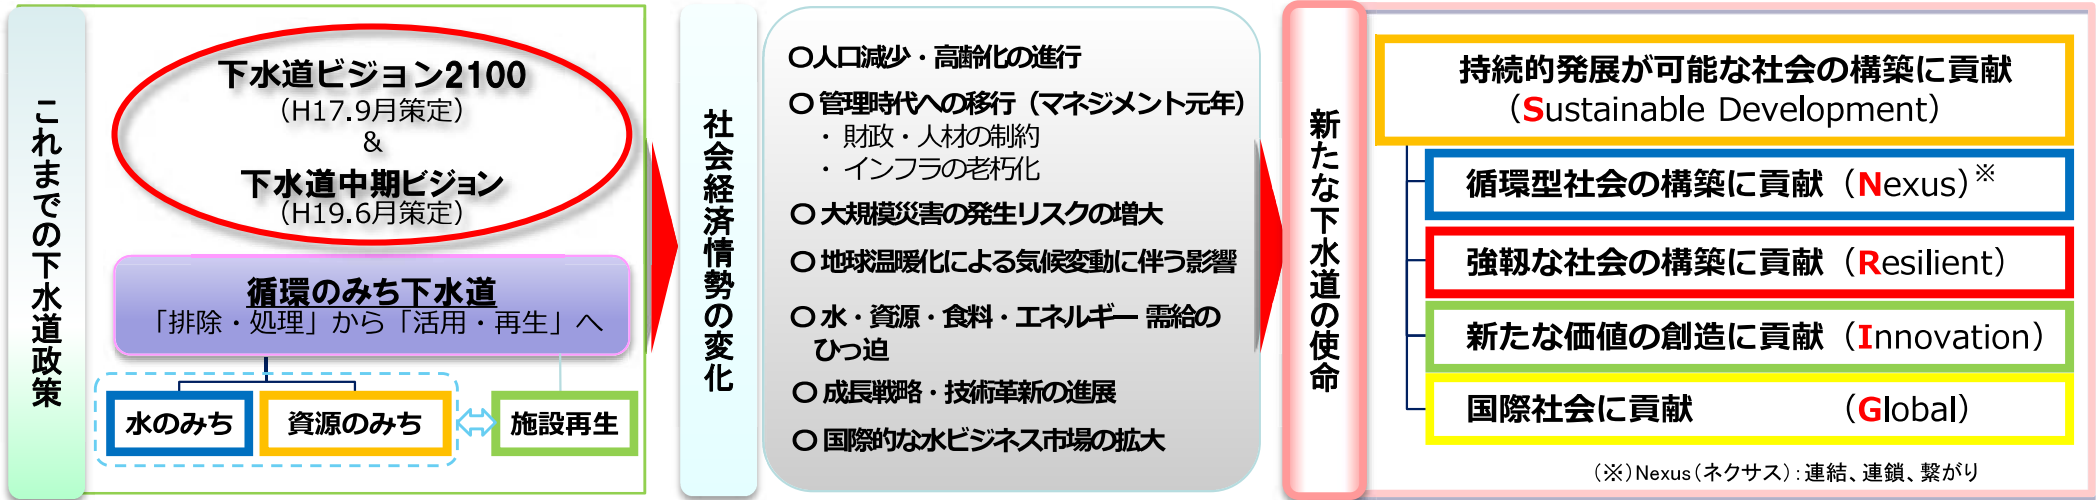 これまでの下水道政策
下水道ビジョン2100
（H17.9月策定）
&
下水道中期ビジョン
（H19.6月策定）
循環のみち下水道
「排除・処理」から「活用・再生」へ
水のみち
資源のみち
施設再生
社会経済情勢の変化
〇人口減少・高齢化の進行
〇 管理時代への移行（マネジメント元年）
・ 財政・人材の制約
・ インフラの老朽化
〇 大規模災害の発生リスクの増大
〇 地球温暖化による気候変動に伴う影響
〇 水・資源・食料・エネルギー 需給の
ひっ迫
〇 成長戦略・技術革新の進展
〇 国際的な水ビジネス市場の拡大
新たな下水道の使命
持続的発展が可能な社会の構築に貢献
（Sustainable Development）
循環型社会の構築に貢献（Nexus）※
強靱な社会の構築に貢献（Resilient）
新たな価値の創造に貢献（Innovation）
国際社会に貢献 （Global）
（※）Nexus（ネクサス）：連結、連鎖、繋がり